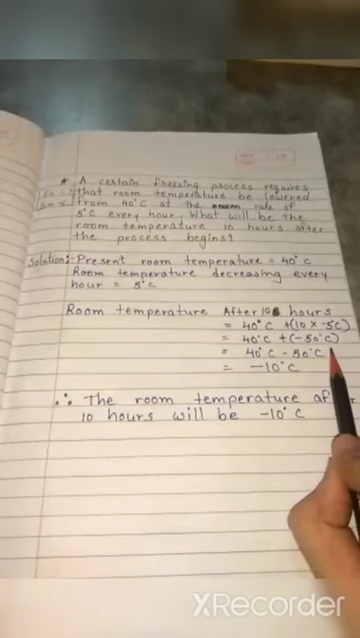 * A certain freezing process requires
that room temperature be lowered
from 40°C at the rate of
5°C every hour. What will be the
room temperature 10 hours after
the process begins?
Solution:- Present room temperature = 40°C
Room temperature decreasing every
hour = 5°C
Room temperature After 10 hours
= 40°C + (10 × -5°C)
= 40°C + (-50°C)
= 40°C - 50°C
= -10°C
∴ The room temperature after
10 hours will be -10°C
XRecorder